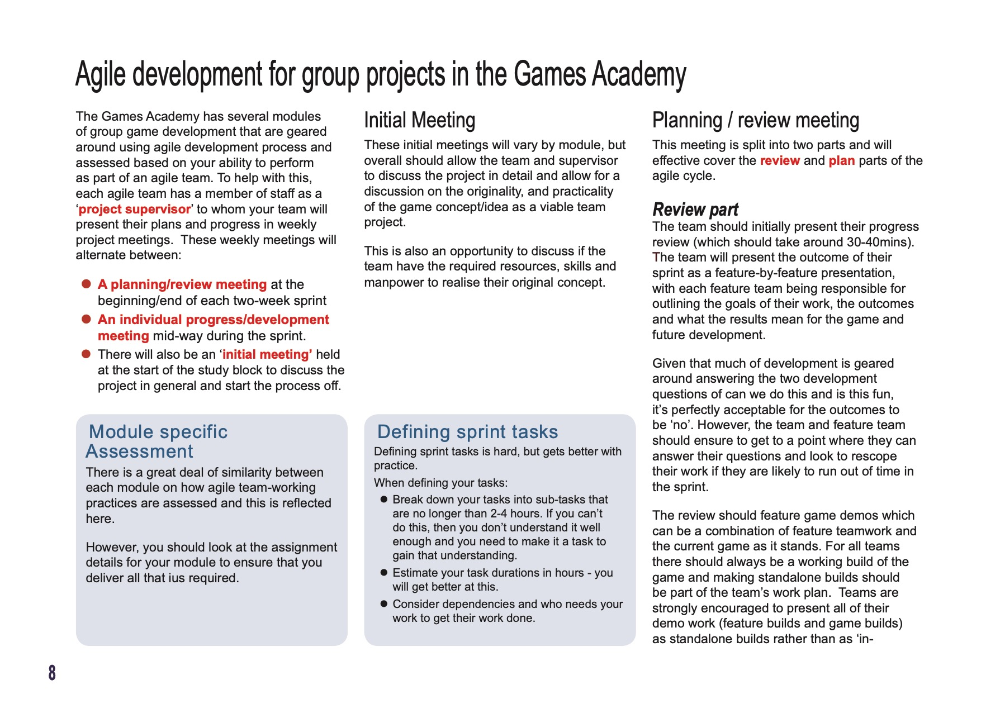 Agile development for group projects in the Games Academy
The Games Academy has several modules
of group game development that are geared
around using agile development process and
assessed based on your ability to perform
as part of an agile team. To help with this,
each agile team has a member of staff as a
‘project supervisor’ to whom your team will
present their plans and progress in weekly
project meetings.  These weekly meetings will
alternate between:
● A planning/review meeting at the
beginning/end of each two-week sprint
● An individual progress/development
meeting mid-way during the sprint.
● There will also be an ‘initial meeting’ held
at the start of the study block to discuss the
project in general and start the process off.
Module specific
Assessment
There is a great deal of similarity between
each module on how agile team-working
practices are assessed and this is reflected
here.
However, you should look at the assignment
details for your module to ensure that you
deliver all that ius required.
Initial Meeting
These initial meetings will vary by module, but
overall should allow the team and supervisor
to discuss the project in detail and allow for a
discussion on the originality, and practicality
of the game concept/idea as a viable team
project.
This is also an opportunity to discuss if the
team have the required resources, skills and
manpower to realise their original concept.
Defining sprint tasks
Defining sprint tasks is hard, but gets better with
practice.
When defining your tasks:
● Break down your tasks into sub-tasks that
are no longer than 2-4 hours. If you can’t
do this, then you don’t understand it well
enough and you need to make it a task to
gain that understanding.
● Estimate your task durations in hours - you
will get better at this.
● Consider dependencies and who needs your
work to get their work done.
Planning / review meeting
This meeting is split into two parts and will
effective cover the review and plan parts of the
agile cycle.
Review part
The team should initially present their progress
review (which should take around 30-40mins).
The team will present the outcome of their
sprint as a feature-by-feature presentation,
with each feature team being responsible for
outlining the goals of their work, the outcomes
and what the results mean for the game and
future development.
Given that much of development is geared
around answering the two development
questions of can we do this and is this fun,
it’s perfectly acceptable for the outcomes to
be ‘no’. However, the team and feature team
should ensure to get to a point where they can
answer their questions and look to rescope
their work if they are likely to run out of time in
the sprint.
The review should feature game demos which
can be a combination of feature teamwork and
the current game as it stands. For all teams
there should always be a working build of the
game and making standalone builds should
be part of the team’s work plan.  Teams are
strongly encouraged to present all of their
demo work (feature builds and game builds)
as standalone builds rather than as ‘in-
8